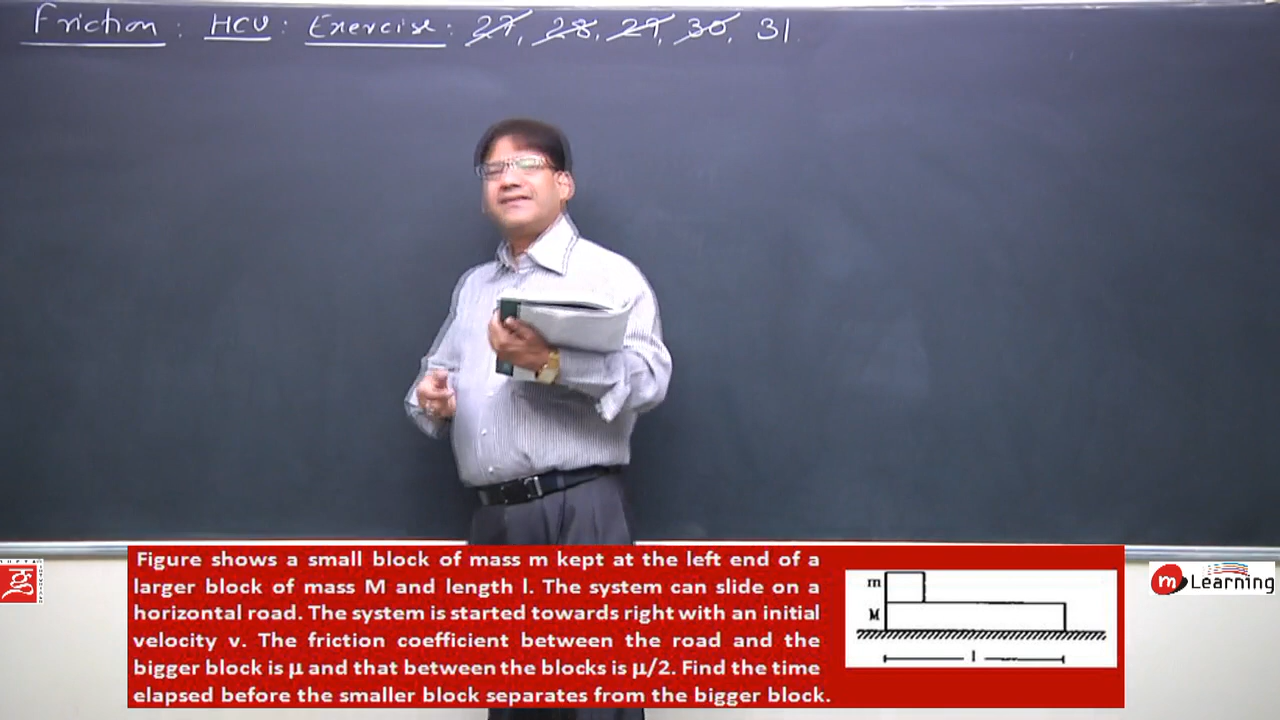 Friction : HCV : Exercise : 27, 28, 29, 30, 31
Figure shows a small block of mass m kept at the left end of a
larger block of mass M and length l. The system can slide on a
horizontal road. The system is started towards right with an initial
velocity v. The friction coefficient between the road and the
bigger block is μ and that between the blocks is μ/2. Find the time
elapsed before the smaller block separates from the bigger block.
m
M
l
m Learning